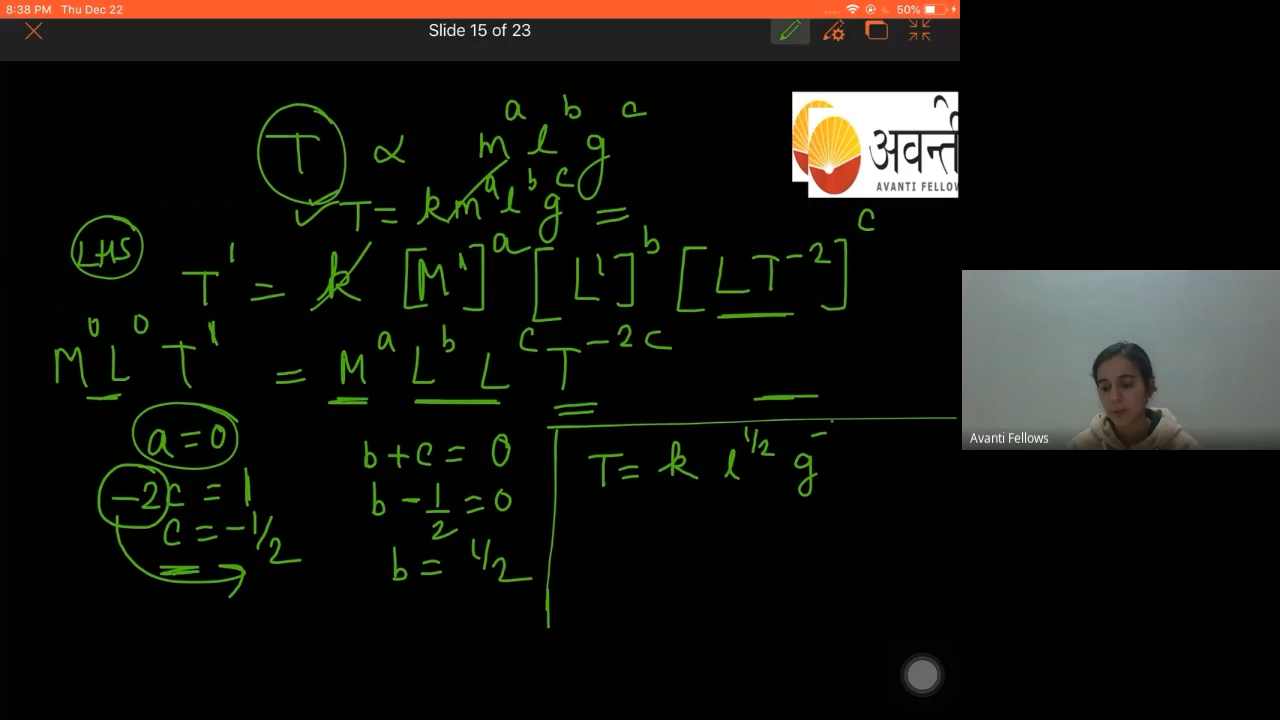 8:38 PM Thu Dec 22
50%
Slide 15 of 23
अवन्ती
AVANTI FELLOW
T ∝ m^a l^b g^c
T = k m^a l^b g^c =
LHS
T^1 = k [M^1]^a [L^1]^b [LT^-2]^c
M^0 L^0 T^1 = M^a L^b L^c T^-2c
a = 0
-2c = 1
c = -1/2
b + c = 0
b - 1/2 = 0
b = 1/2
T = k l^1/2 g^-
Avanti Fellows